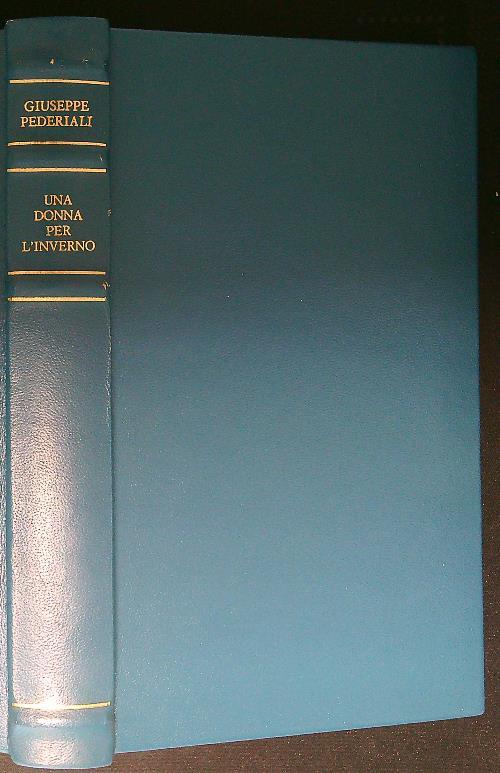 GIUSEPPE
PEDERIALI
UNA
DONNA
PER
L'INVERNO